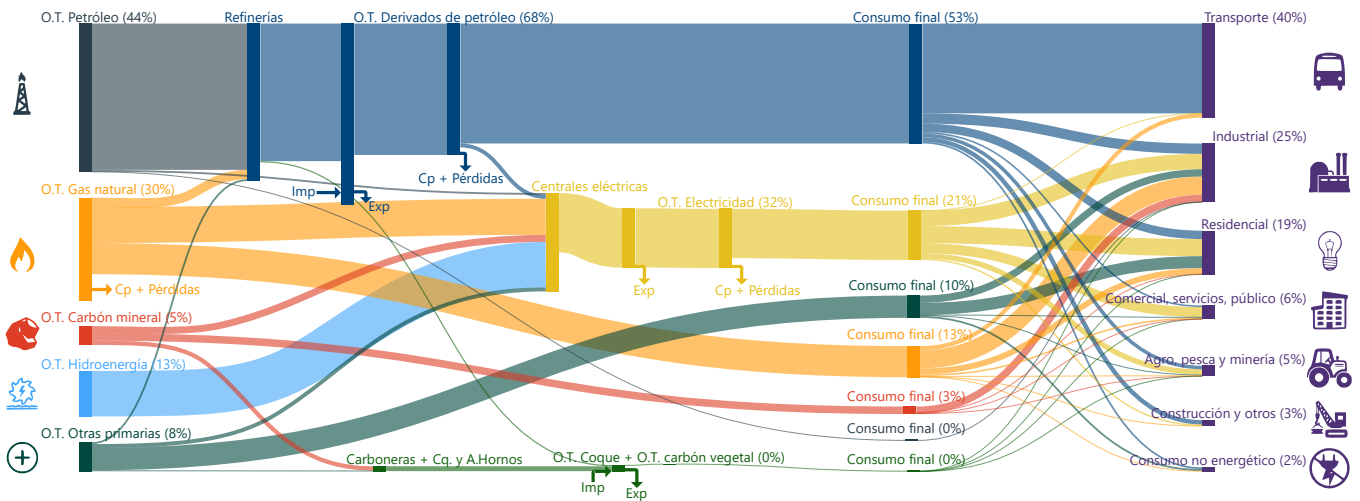 O.T. Petróleo (44%)
Refinerías
O.T. Derivados de petróleo (68%)
Consumo final (53%)
Transporte (40%)
Cp + Pérdidas
Imp
Exp
Industrial (25%)
O.T. Gas natural (30%)
Centrales eléctricas
O.T. Electricidad (32%)
Consumo final (21%)
Residencial (19%)
Cp + Pérdidas
Exp
Cp + Pérdidas
Consumo final (10%)
Comercial, servicios, público (6%)
O.T. Carbón mineral (5%)
Consumo final (13%)
Agro, pesca y minería (5%)
O.T. Hidroenergía (13%)
Consumo final (3%)
Construcción y otros (3%)
Consumo final (0%)
O.T. Otras primarias (8%)
Carboneras + Cq. y A.Hornos
O.T. Coque + O.T. carbón vegetal (0%)
Consumo final (0%)
Consumo no energético (2%)
Imp
Exp